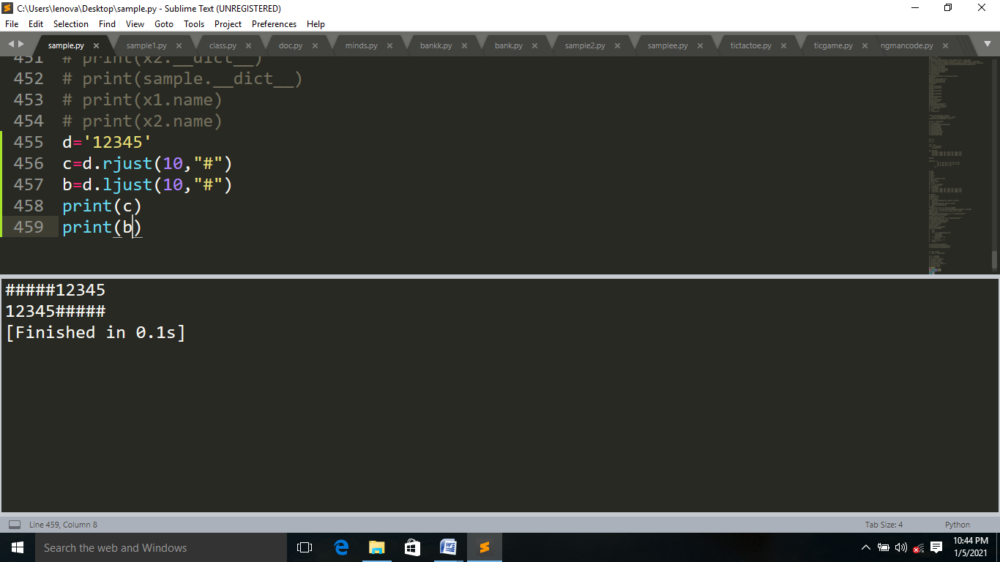 C:\Users\lenova\Desktop\sample.py - Sublime Text (UNREGISTERED)
File Edit Selection Find View Goto Tools Project Preferences Help
sample.py × sample1.py × class.py × doc.py × minds.py × bankk.py × bank.py × sample2.py × samplee.py × tictactoe.py × ticgame.py × ngmancode.py ×
451 # print(x2.__dict__)
452 # print(sample.__dict__)
453 # print(x1.name)
454 # print(x2.name)
455 d='12345'
456 c=d.rjust(10,"#")
457 b=d.ljust(10,"#")
458 print(c)
459 print(b)
#####12345
12345#####
[Finished in 0.1s]
Line 459, Column 8 Tab Size: 4 Python
Search the web and Windows
10:44 PM
1/5/2021